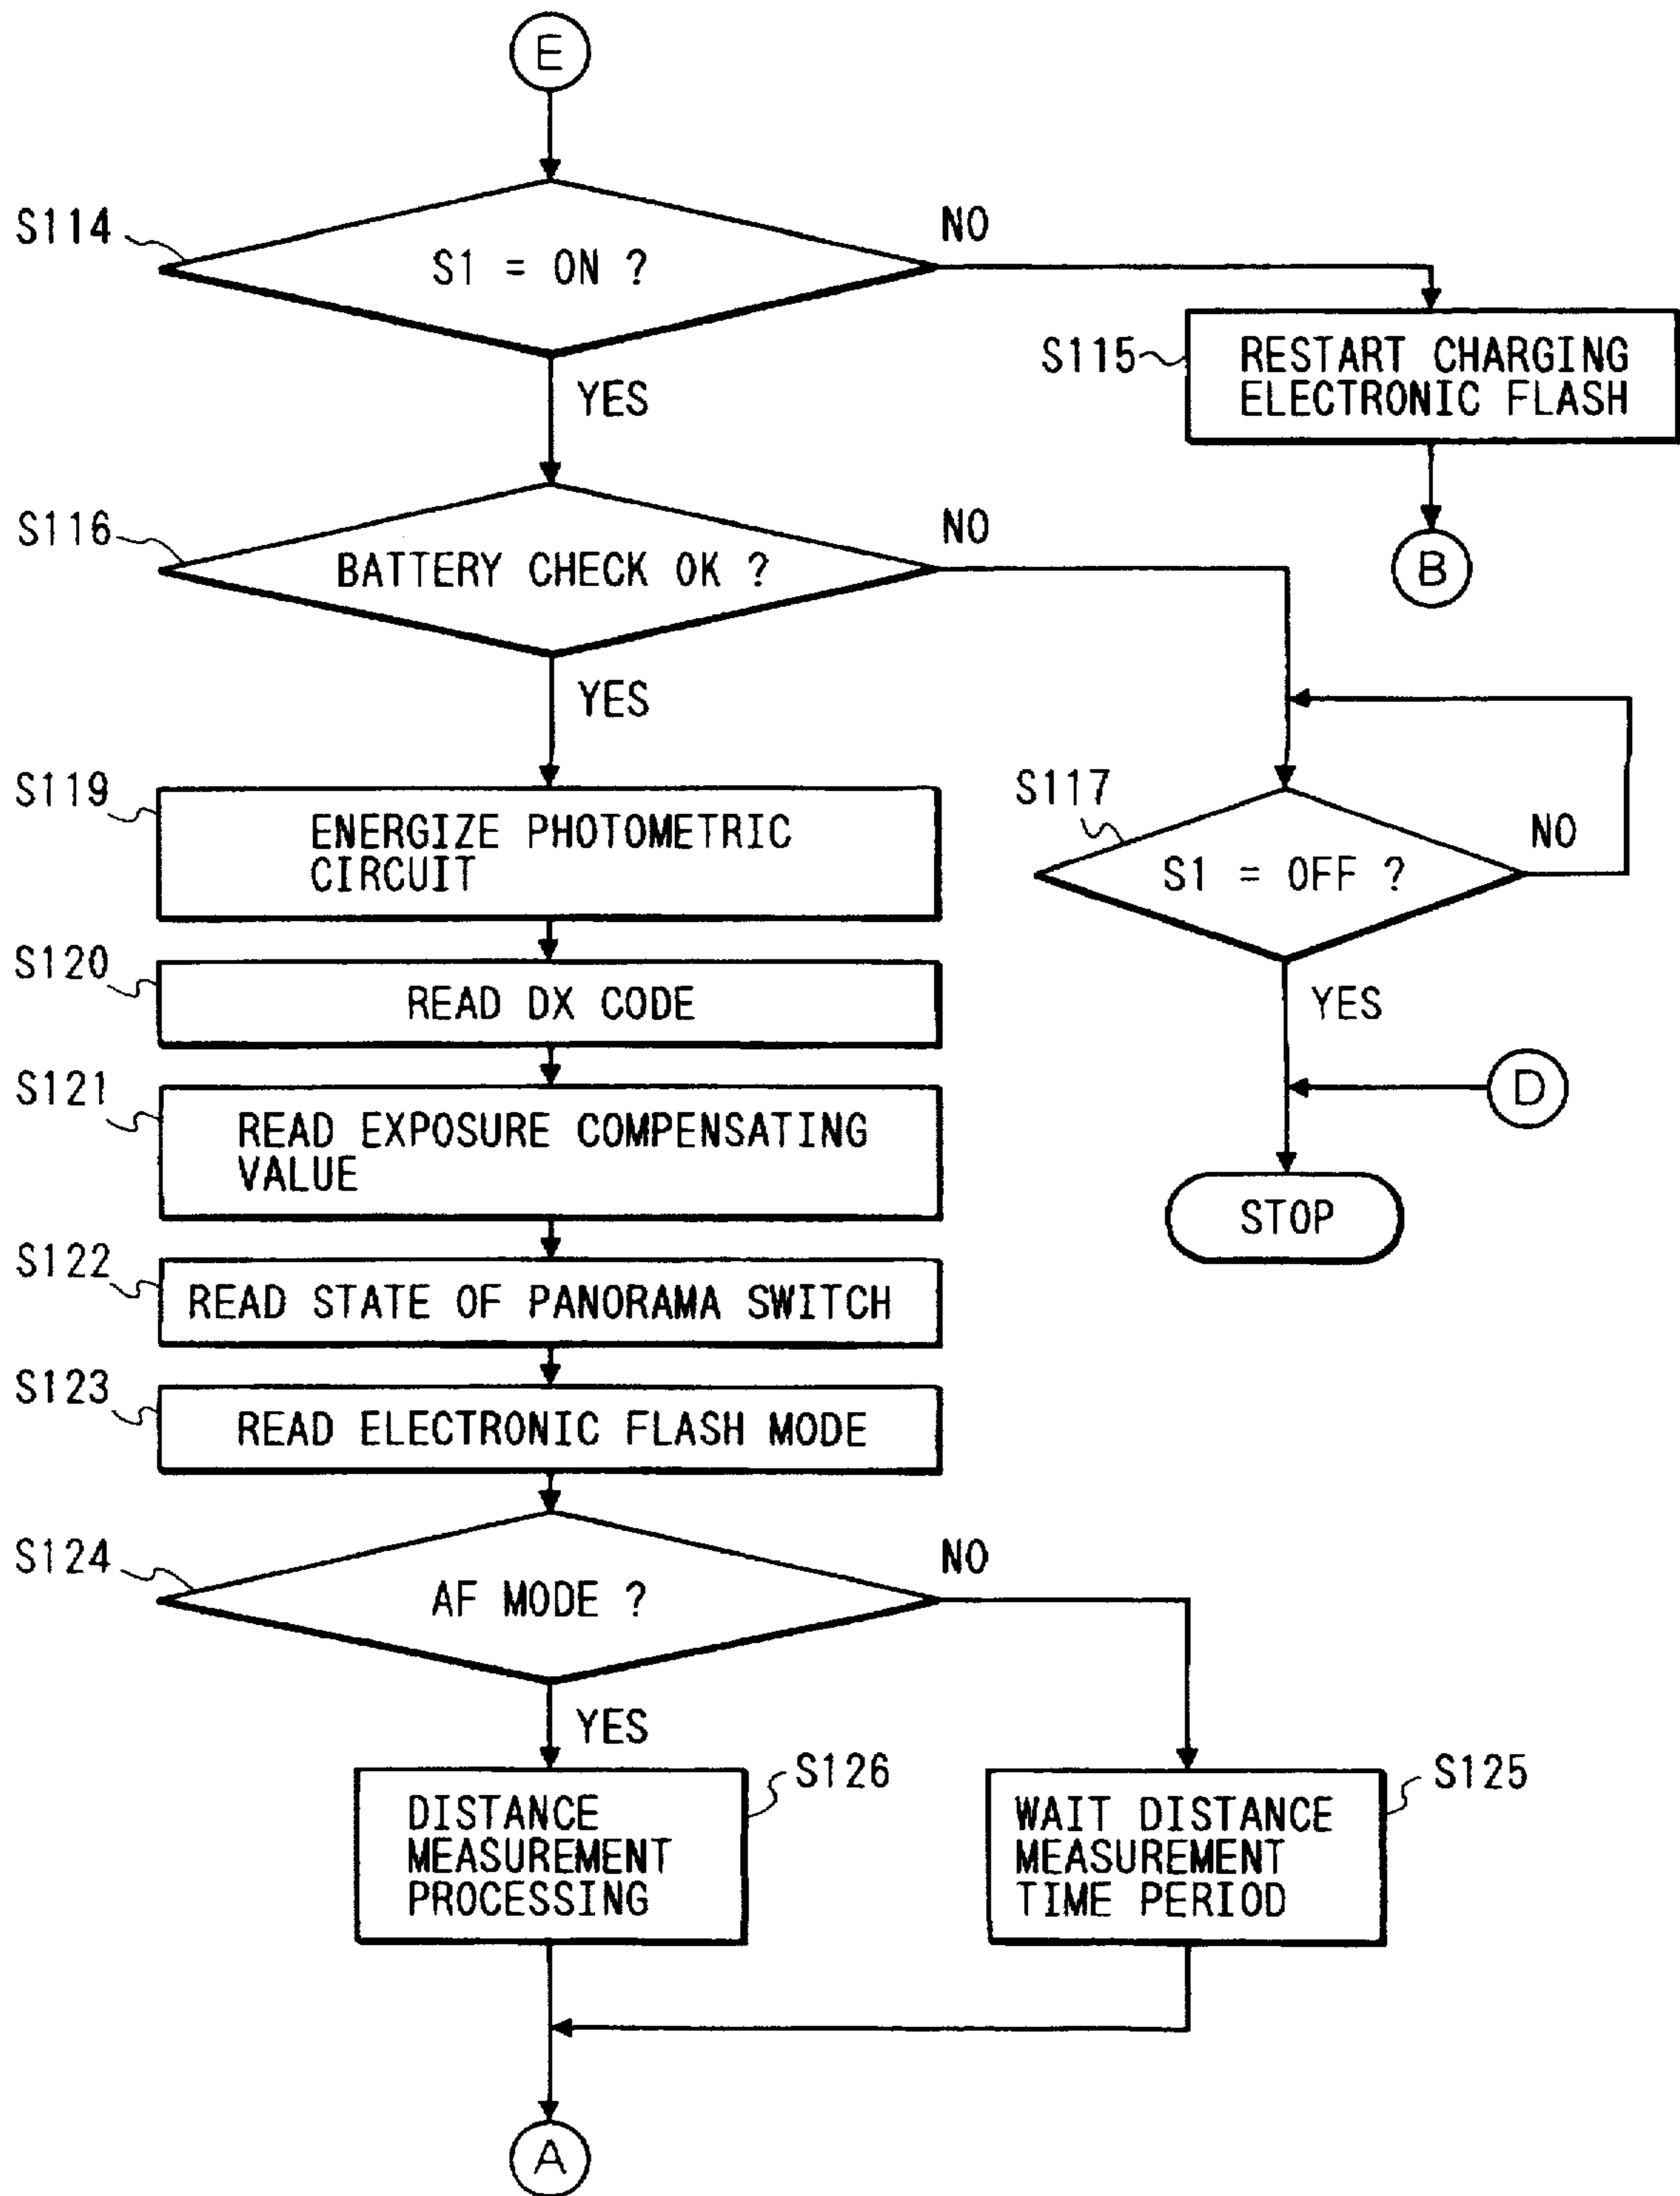 E
S114
S1 = ON ?
NO
YES
S115
RESTART CHARGING
ELECTRONIC FLASH
B
S116
BATTERY CHECK OK ?
NO
YES
S117
S1 = OFF ?
NO
YES
D
STOP
S119
ENERGIZE PHOTOMETRIC
CIRCUIT
S120
READ DX CODE
S121
READ EXPOSURE COMPENSATING
VALUE
S122
READ STATE OF PANORAMA SWITCH
S123
READ ELECTRONIC FLASH MODE
S124
AF MODE ?
NO
YES
S126
DISTANCE
MEASUREMENT
PROCESSING
S125
WAIT DISTANCE
MEASUREMENT
TIME PERIOD
A